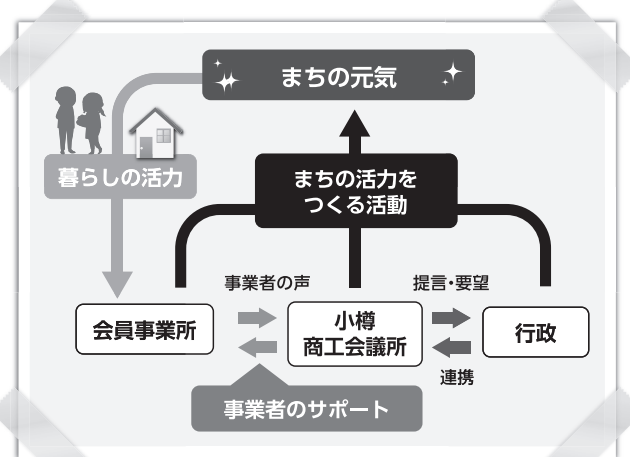 まちの元気
暮らしの活力
まちの活力を
つくる活動
事業者の声
提言・要望
会員事業所
小樽
商工会議所
行政
連携
事業者のサポート